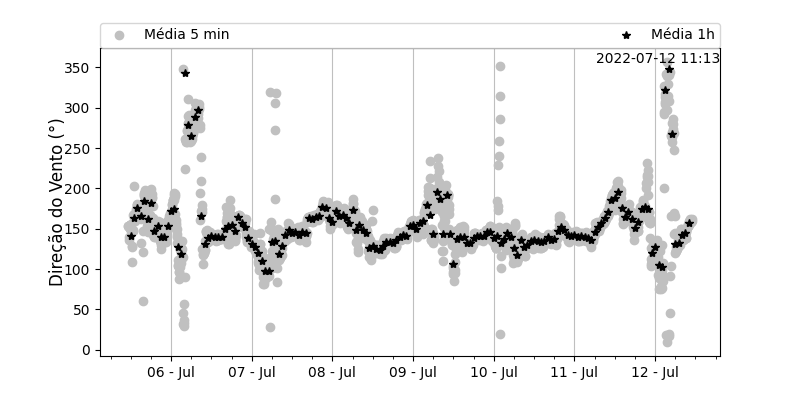 Média 5 min
Média 1h
2022-07-12 11:13
Direção do Vento (°)
350
300
250
200
150
100
50
0
06 - Jul
07 - Jul
08 - Jul
09 - Jul
10 - Jul
11 - Jul
12 - Jul